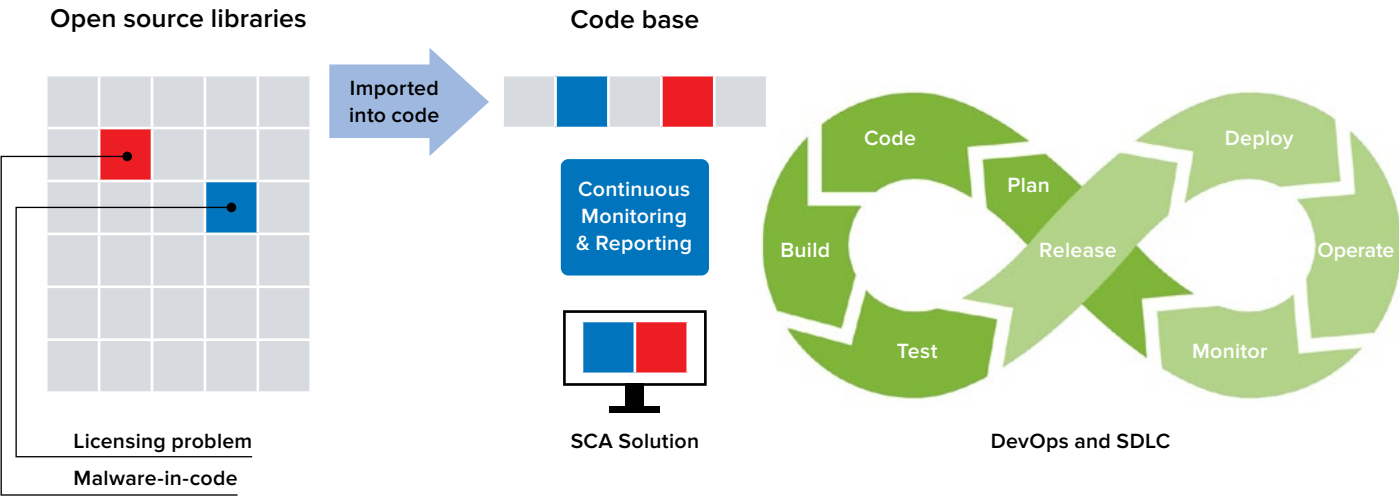 Open source libraries
Code base
Imported
into code
Continuous
Monitoring
& Reporting
Code
Plan
Deploy
Build
Release
Operate
Test
Monitor
Licensing problem
Malware-in-code
SCA Solution
DevOps and SDLC